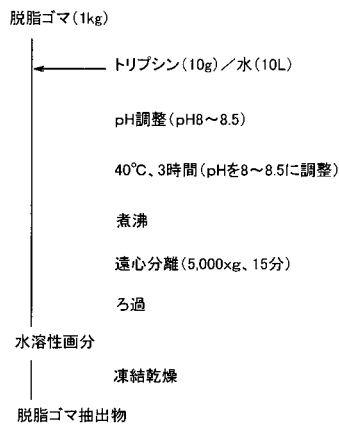 脱脂ゴマ(1kg)
トリプシン(10g)/水(10L)
pH調整(pH8~8.5)
40℃、3時間(pHを8~8.5に調整)
煮沸
遠心分離(5,000×g、15分)
ろ過
水溶性画分
凍結乾燥
脱脂ゴマ抽出物